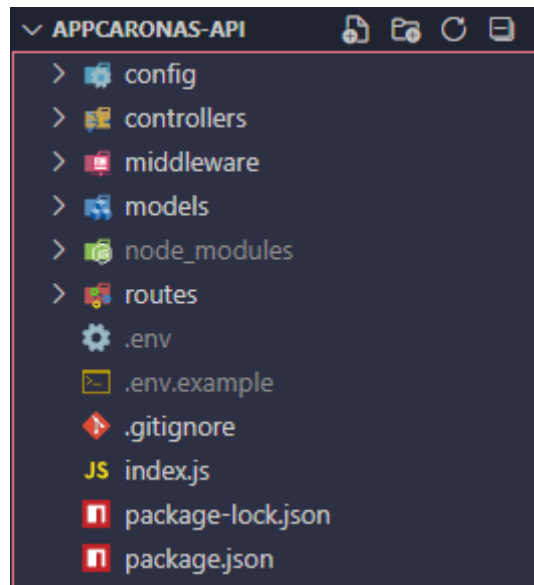 APPCARONAS-API
config
controllers
middleware
models
node_modules
routes
.env
.env.example
.gitignore
JS index.js
package-lock.json
package.json